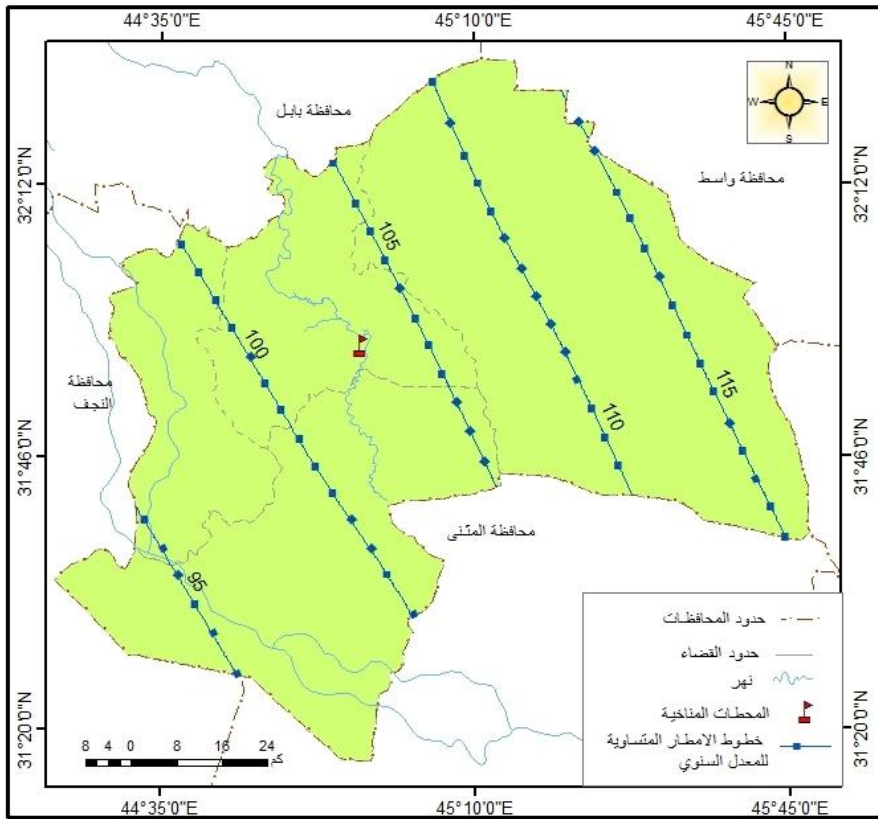 44°35'0"E
45°10'0"E
45°45'0"E
N
W
E
S
محافظة بابل
محافظة واسط
32°12'0"N
32°12'0"N
105
100
محافظة
النجف
115
110
31°46'0"N
31°46'0"N
محافظة المثنى
95
حدود المحافظات
حدود القضاء
نهر
المحطات المناخية
خطوط الامطار المتساوية
للمعدل السنوي
31°20'0"N
31°20'0"N
8 4 0 8 16 24
كم
44°35'0"E
45°10'0"E
45°45'0"E